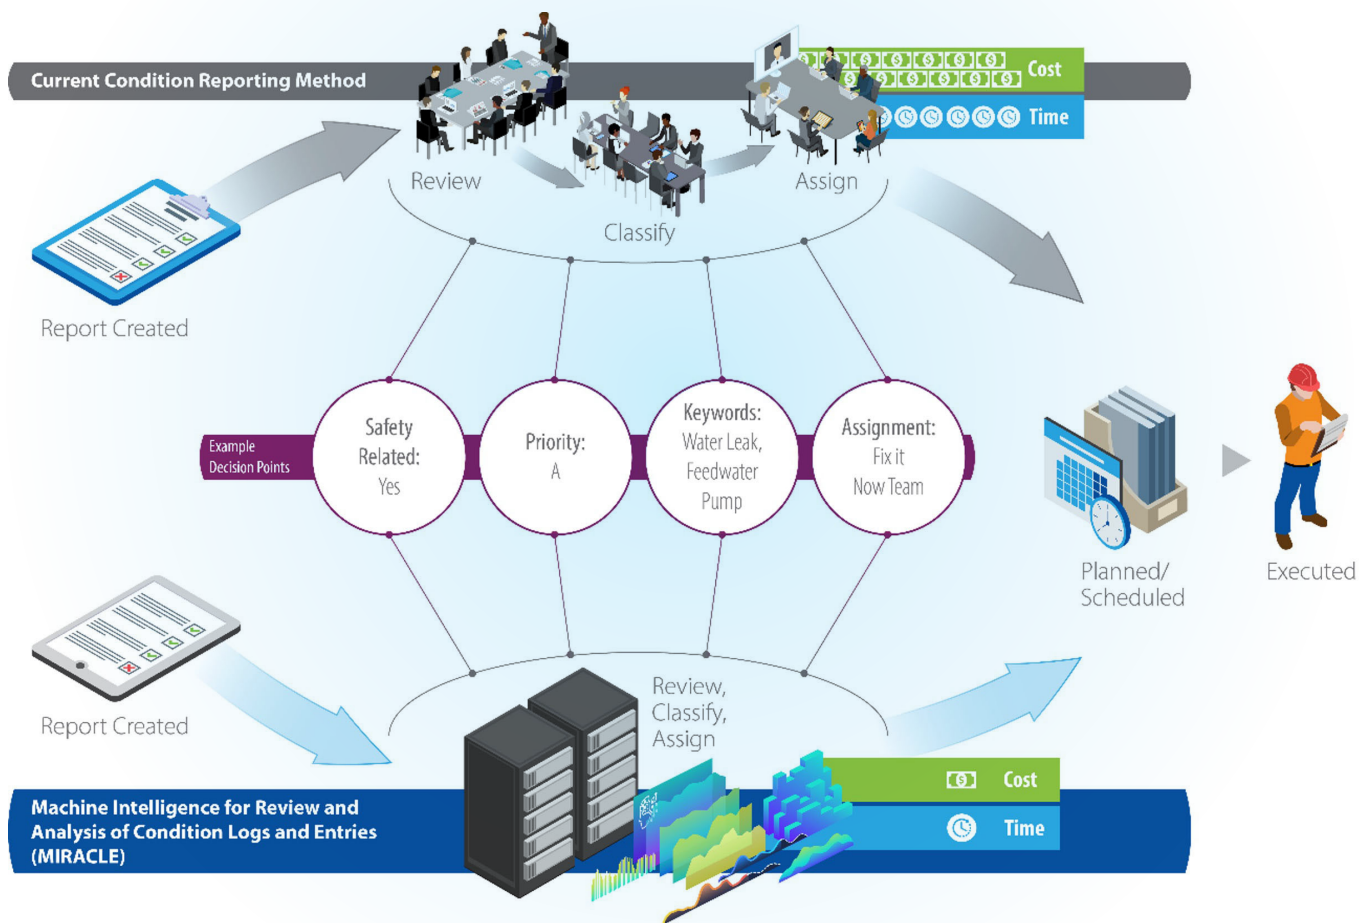 Current Condition Reporting Method
Cost
Time
Review
Assign
Classify
Report Created
Example
Decision Points
Safety
Related:
Yes
Priority:
A
Keywords:
Water Leak,
Feedwater
Pump
Assignment:
Fix it
Now Team
Planned/
Scheduled
Executed
Report Created
Review,
Classify,
Assign
Machine Intelligence for Review and
Analysis of Condition Logs and Entries
(MIRACLE)
Cost
Time